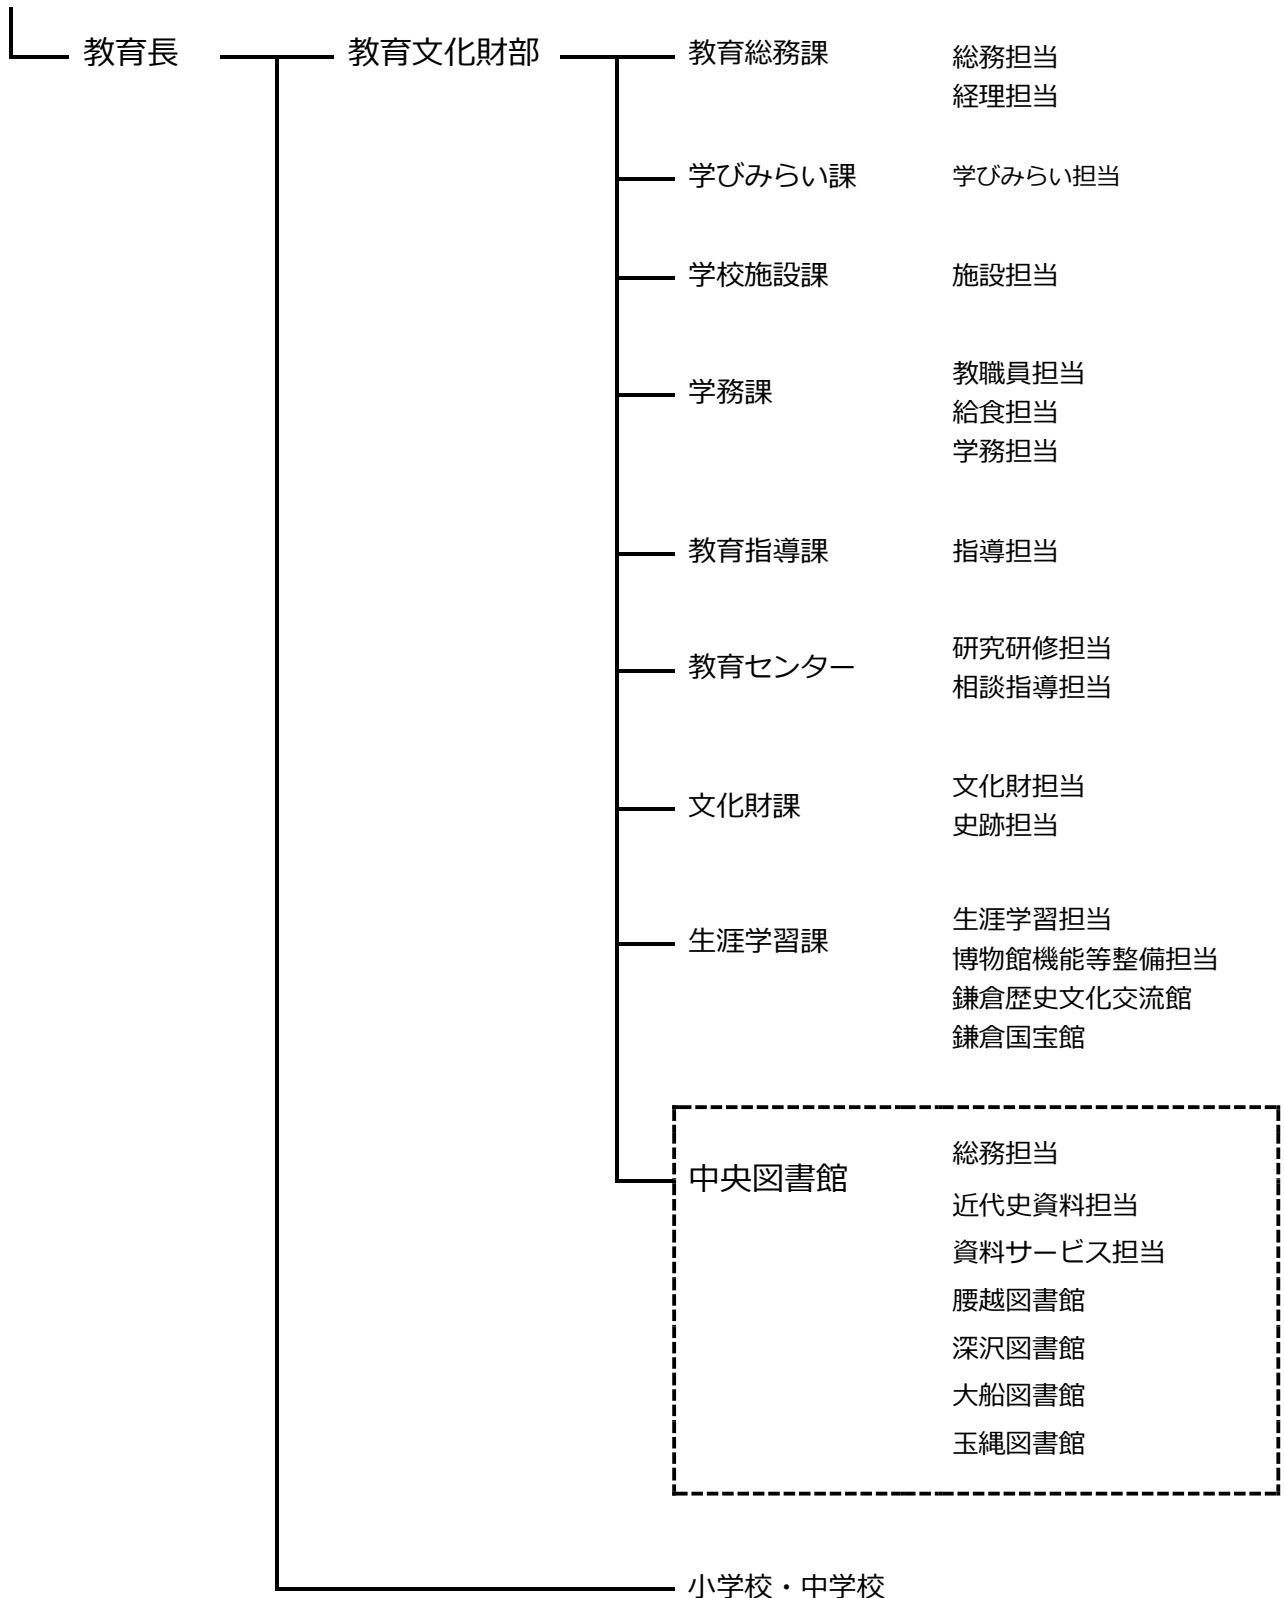 教育長 教育文化財部 教育総務課 総務担当
経理担当
学びみらい課 学びみらい担当
学校施設課 施設担当
教職員担当
学務課 給食担当
学務担当
教育指導課 指導担当
研究研修担当
教育センター 相談指導担当
文化財担当
文化財課 史跡担当
生涯学習担当
生涯学習課 博物館機能等整備担当
鎌倉歴史文化交流館
鎌倉国宝館
総務担当
中央図書館
近代史資料担当
資料サービス担当
腰越図書館
深沢図書館
大船図書館
玉縄図書館
小学校・中学校